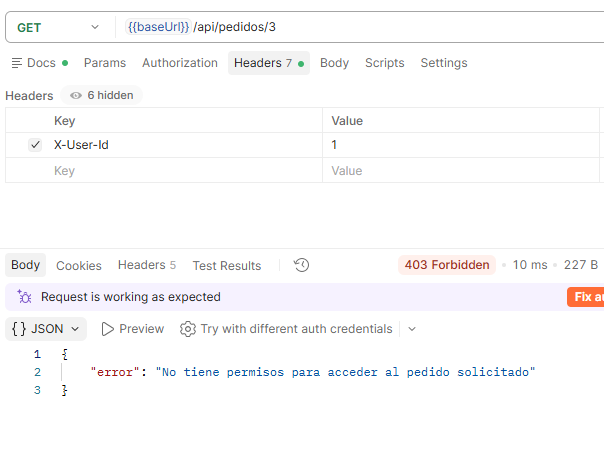 GET {{baseUrl}} /api/pedidos/3
Docs Params Authorization Headers 7 Body Scripts Settings
Headers 6 hidden
Key Value
X-User-Id 1
Key Value
Body Cookies Headers 5 Test Results 403 Forbidden • 10 ms • 227 B
Request is working as expected Fix
{} JSON Preview Try with different auth credentials
1 {
2 "error": "No tiene permisos para acceder al pedido solicitado"
3 }